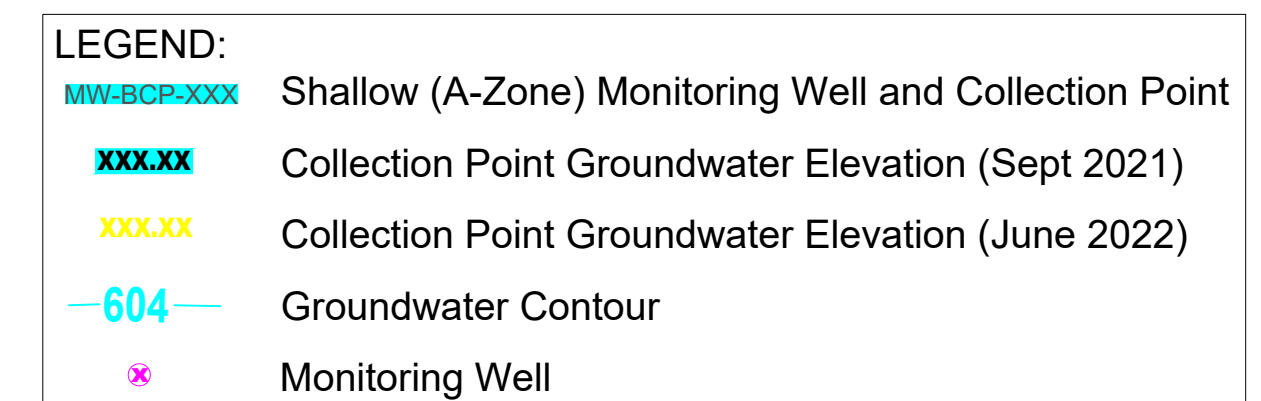 LEGEND:
MW-BCP-XXX Shallow (A-Zone) Monitoring Well and Collection Point
XXX.XX Collection Point Groundwater Elevation (Sept 2021)
XXX.XX Collection Point Groundwater Elevation (June 2022)
604 Groundwater Contour
x Monitoring Well